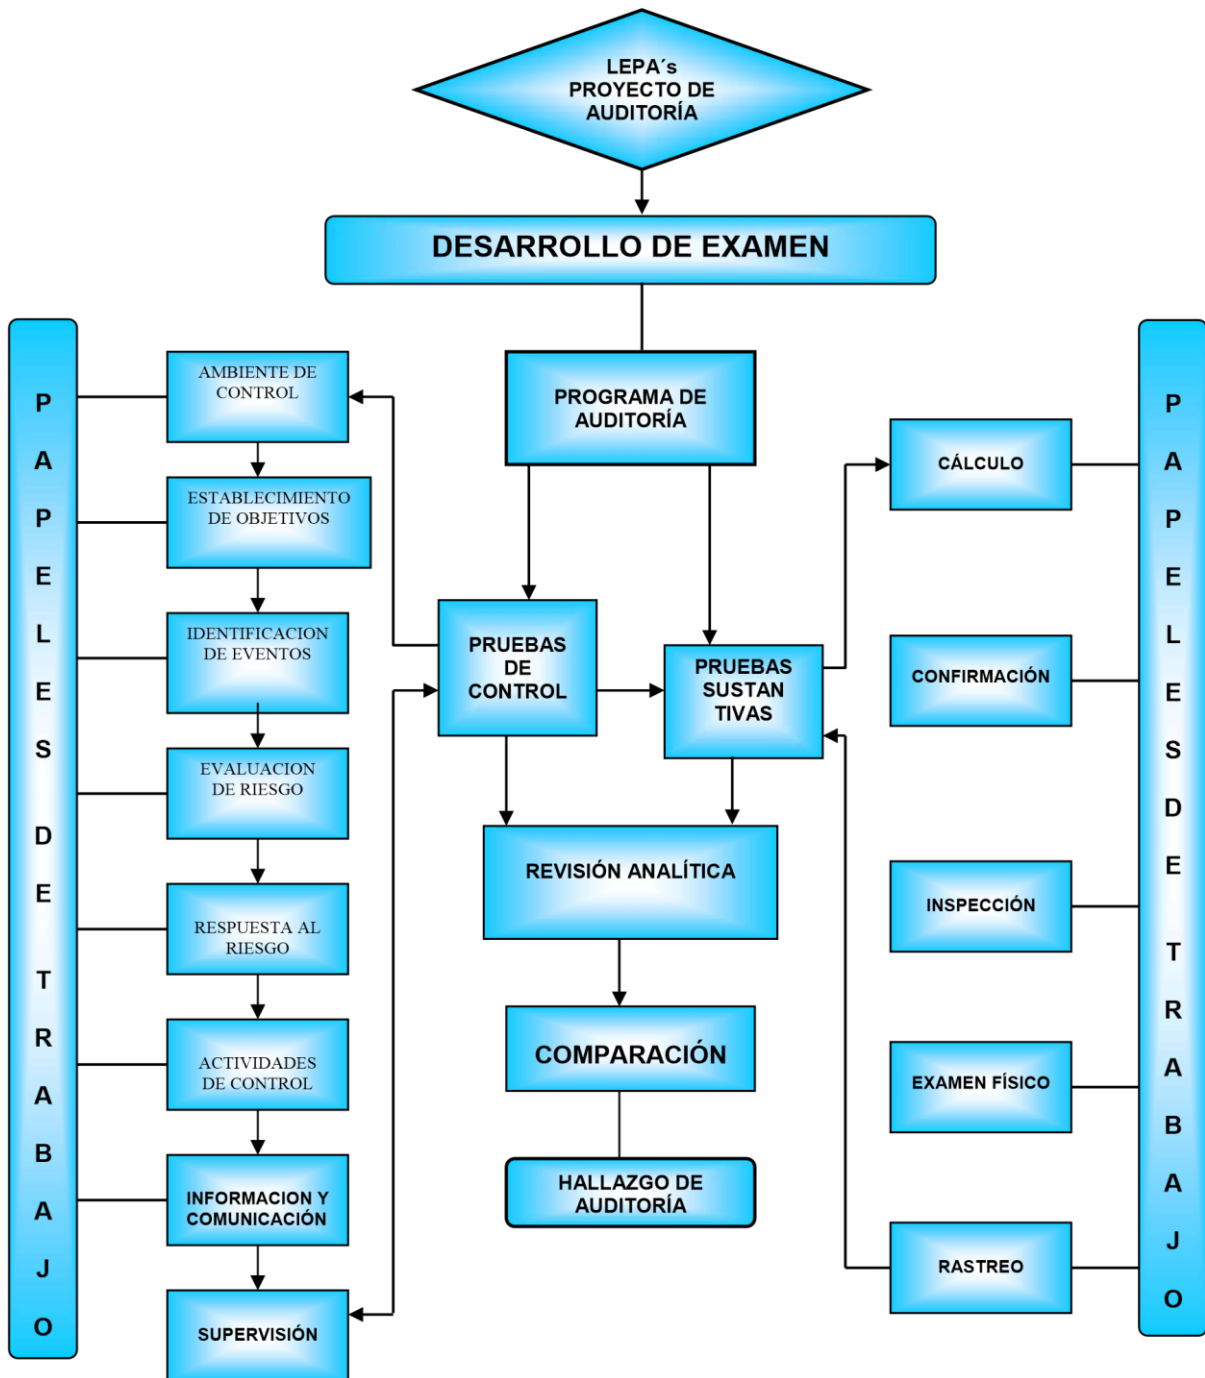 LEPA´s
PROYECTO DE
AUDITORÍA
DESARROLLO DE EXAMEN
PROGRAMA DE
AUDITORÍA
P
A
P
E
L
E
S
D
E
T
R
A
B
A
J
O
AMBIENTE DE
CONTROL
ESTABLECIMIENTO
DE OBJETIVOS
IDENTIFICACION
DE EVENTOS
EVALUACION
DE RIESGO
RESPUESTA AL
RIESGO
ACTIVIDADES
DE CONTROL
INFORMACION Y
COMUNICACIÓN
SUPERVISIÓN
PRUEBAS
DE
CONTROL
PRUEBAS
SUSTAN
TIVAS
REVISIÓN ANALÍTICA
COMPARACIÓN
HALLAZGO DE
AUDITORÍA
CÁLCULO
CONFIRMACIÓN
INSPECCIÓN
EXAMEN FÍSICO
RASTREO
P
A
P
E
L
E
S
D
E
T
R
A
B
A
J
O